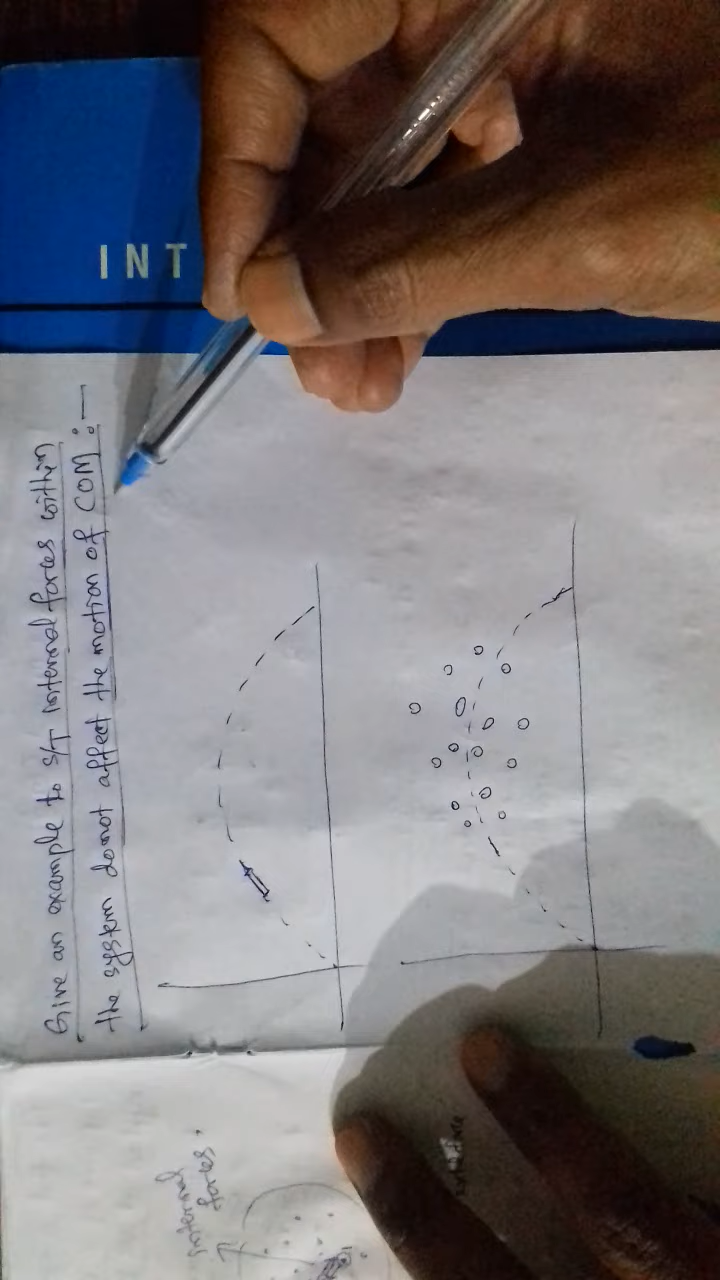 INT
Give an example to S/T internal forces within
the system donot affect the motion of COM :-
internal
forces